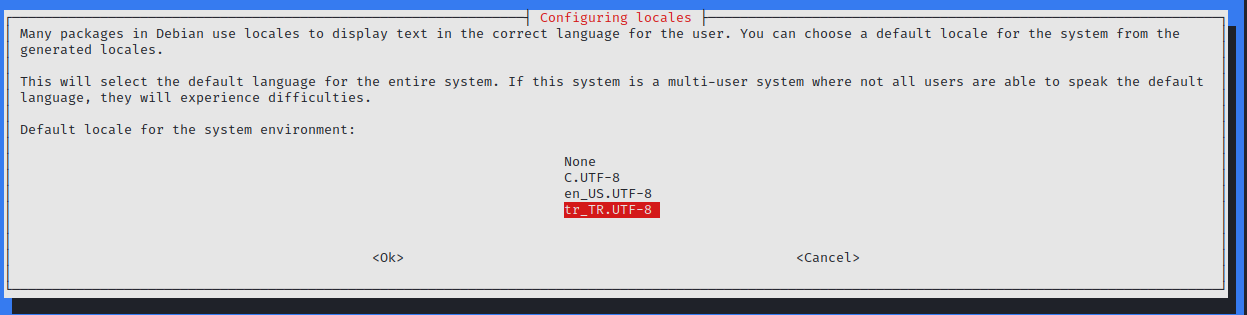 Configuring locales
Many packages in Debian use locales to display text in the correct language for the user. You can choose a default locale for the system from the
generated locales.
This will select the default language for the entire system. If this system is a multi-user system where not all users are able to speak the default
language, they will experience difficulties.
Default locale for the system environment:
None
C.UTF-8
en_US.UTF-8
tr_TR.UTF-8
<Ok> <Cancel>